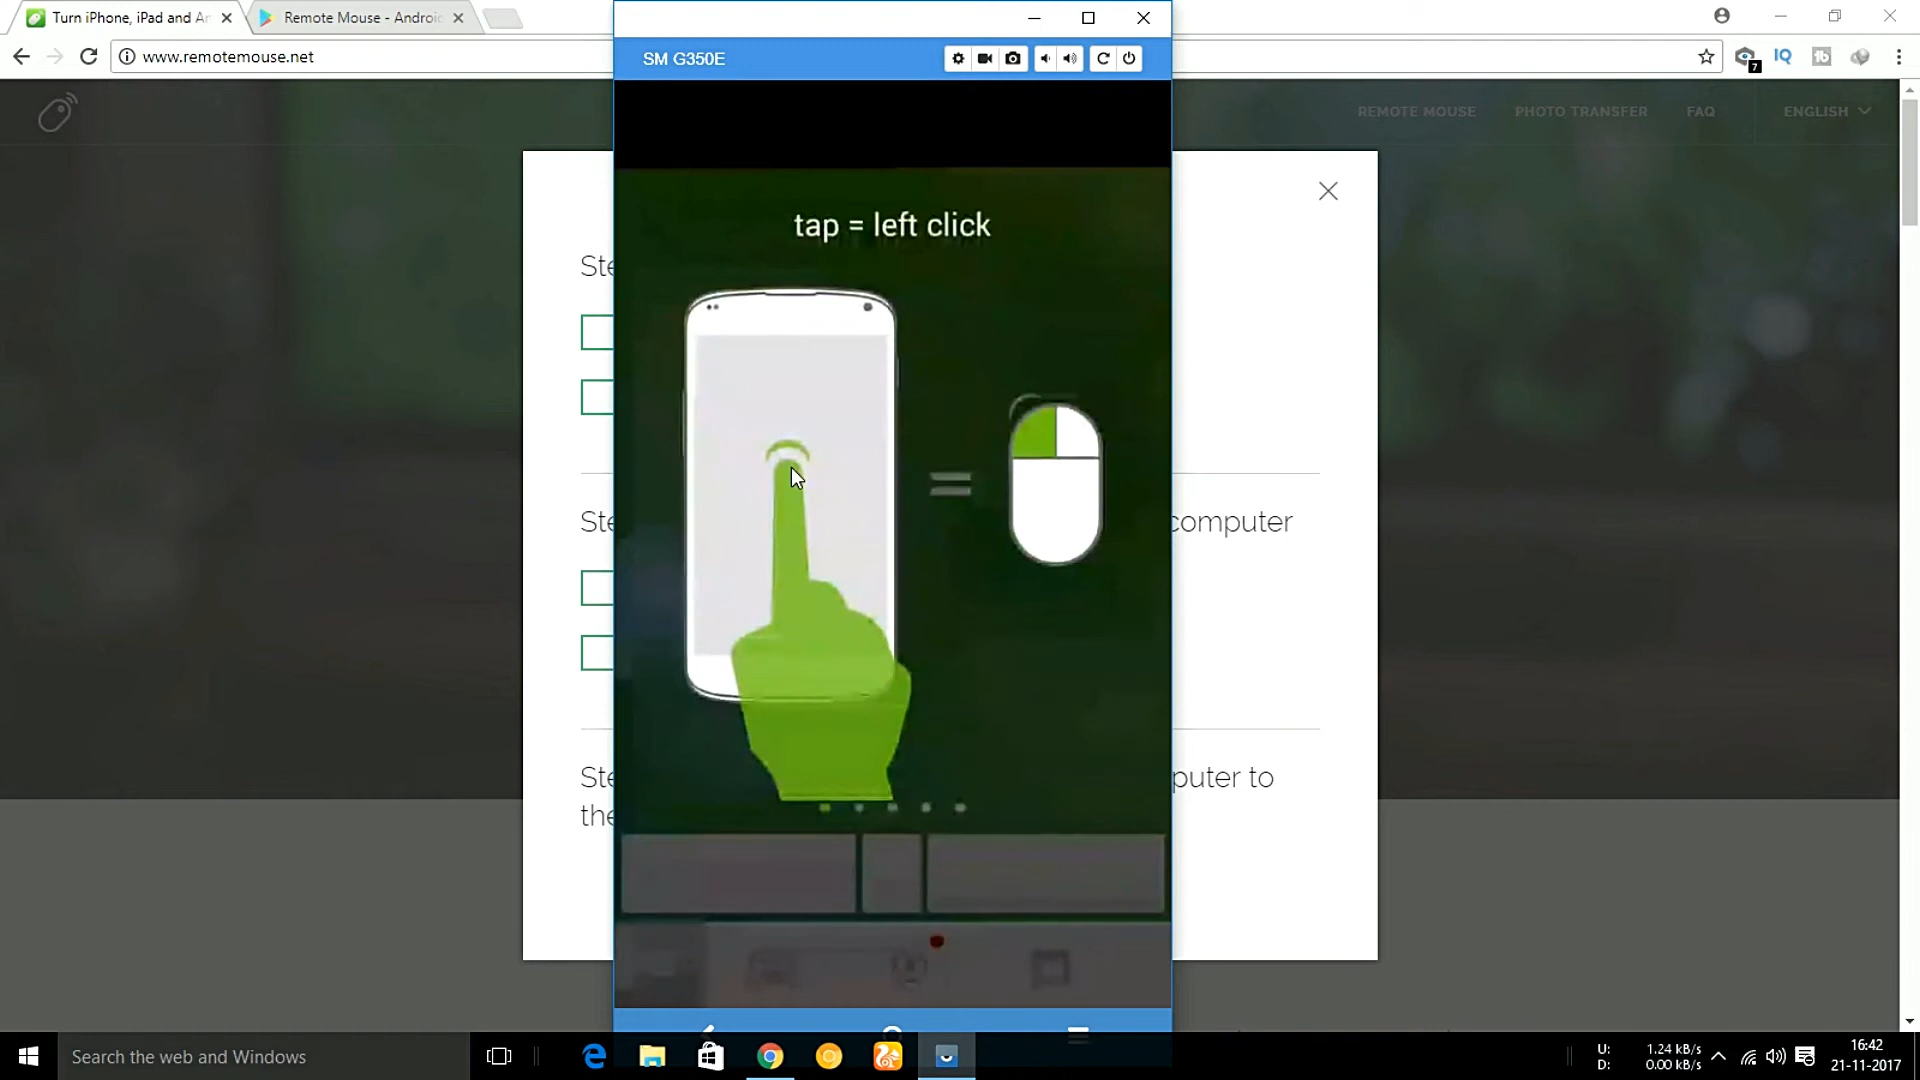 Turn iPhone, iPad and Ar
Remote Mouse - Androic
www.remotemouse.net
IQ
7
SM G350E
REMOTE MOUSE
PHOTO TRANSFER
FAQ
ENGLISH
tap = left click
Ste
Ste
computer
Ste
puter to
the
Search the web and Windows
U: 1.24 kB/s
D: 0.00 kB/s
16:42
21-11-2017